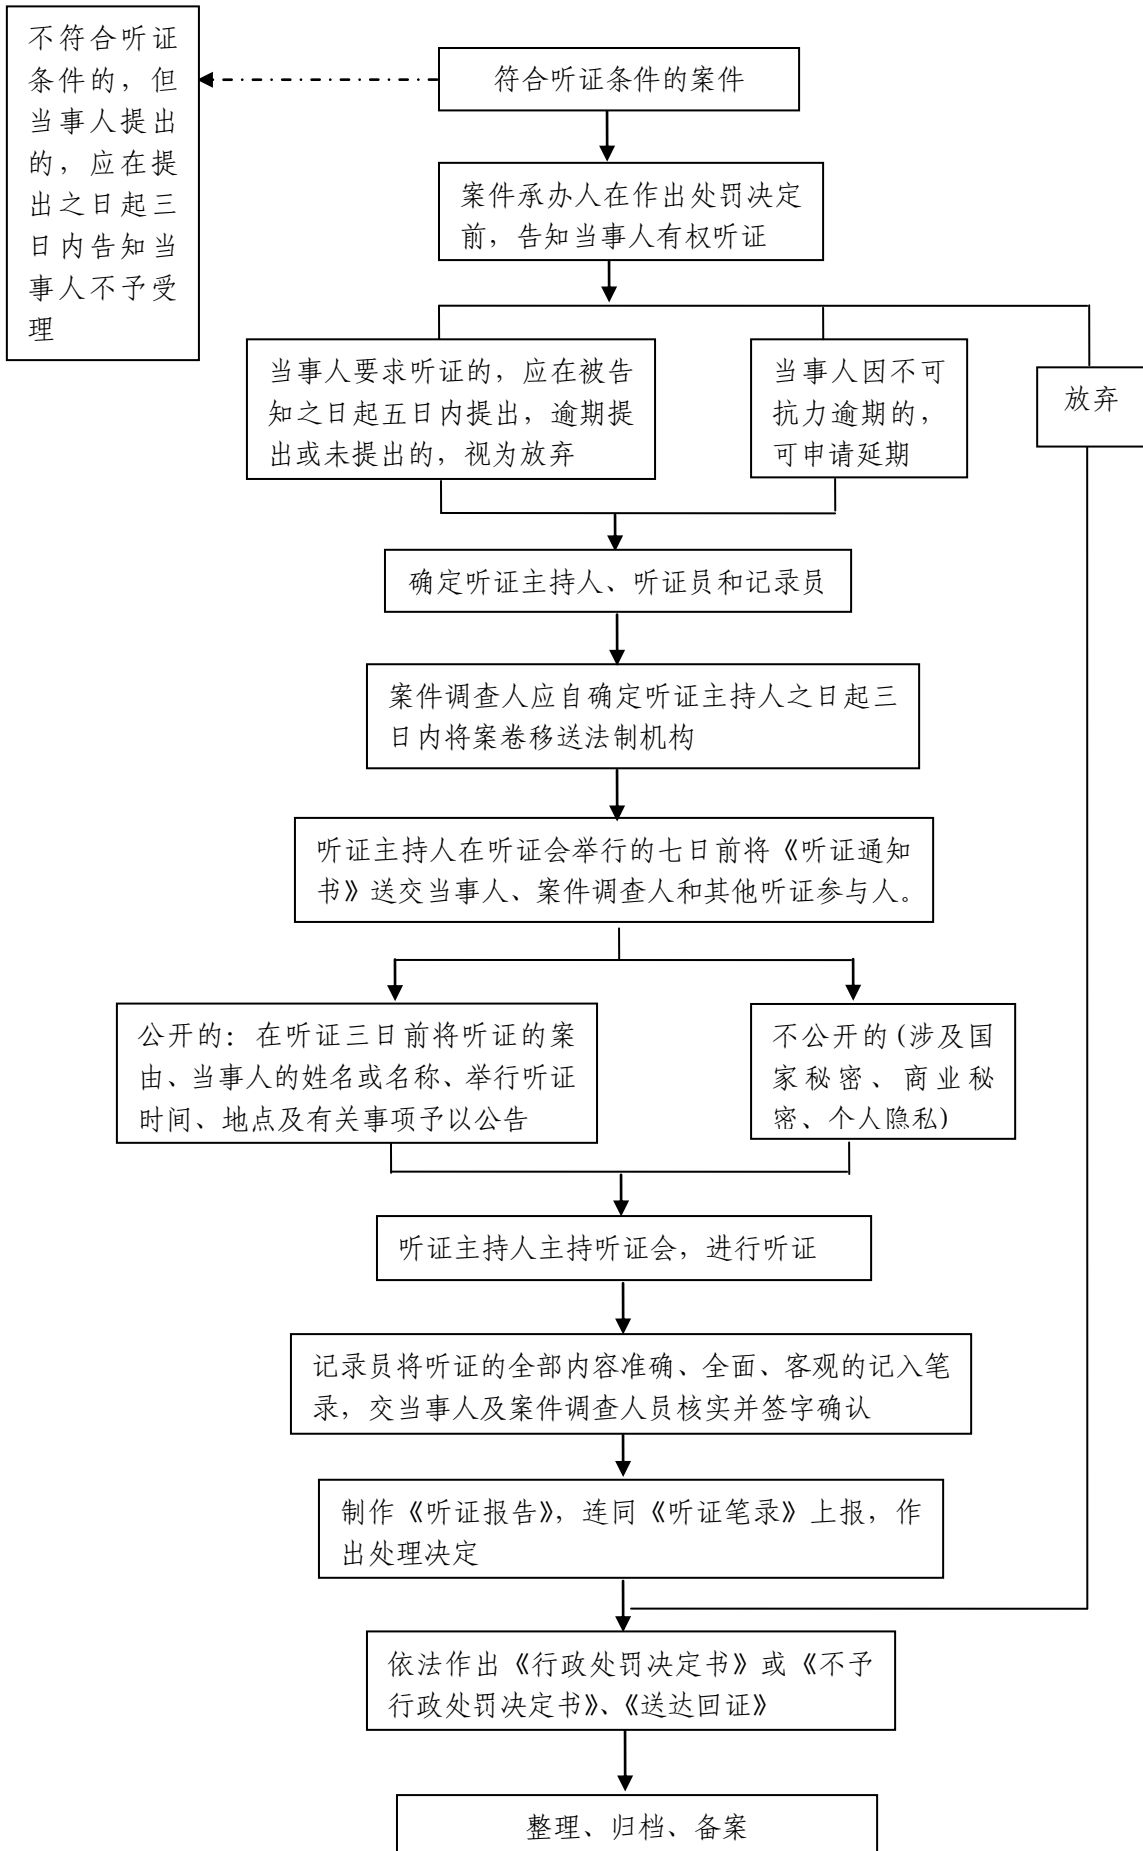 不符合听证
条件的，但
当事人提出
的，应在提
出之日起三
日内告知当
事人不予受
理
符合听证条件的案件
案件承办人在作出处罚决定
前，告知当事人有权听证
当事人要求听证的，应在被告
知之日起五日内提出，逾期提
出或未提出的，视为放弃
当事人因不可
抗力逾期的，
可申请延期
放弃
确定听证主持人、听证员和记录员
案件调查人应自确定听证主持人之日起三
日内将案卷移送法制机构
听证主持人在听证会举行的七日前将《听证通知
书》送交当事人、案件调查人和其他听证参与人。
公开的：在听证三日前将听证的案
由、当事人的姓名或名称、举行听证
时间、地点及有关事项予以公告
不公开的(涉及国
家秘密、商业秘
密、个人隐私)
听证主持人主持听证会，进行听证
记录员将听证的全部内容准确、全面、客观的记入笔
录，交当事人及案件调查人员核实并签字确认
制作《听证报告》，连同《听证笔录》上报，作
出处理决定
依法作出《行政处罚决定书》或《不予
行政处罚决定书》、《送达回证》
整理、归档、备案